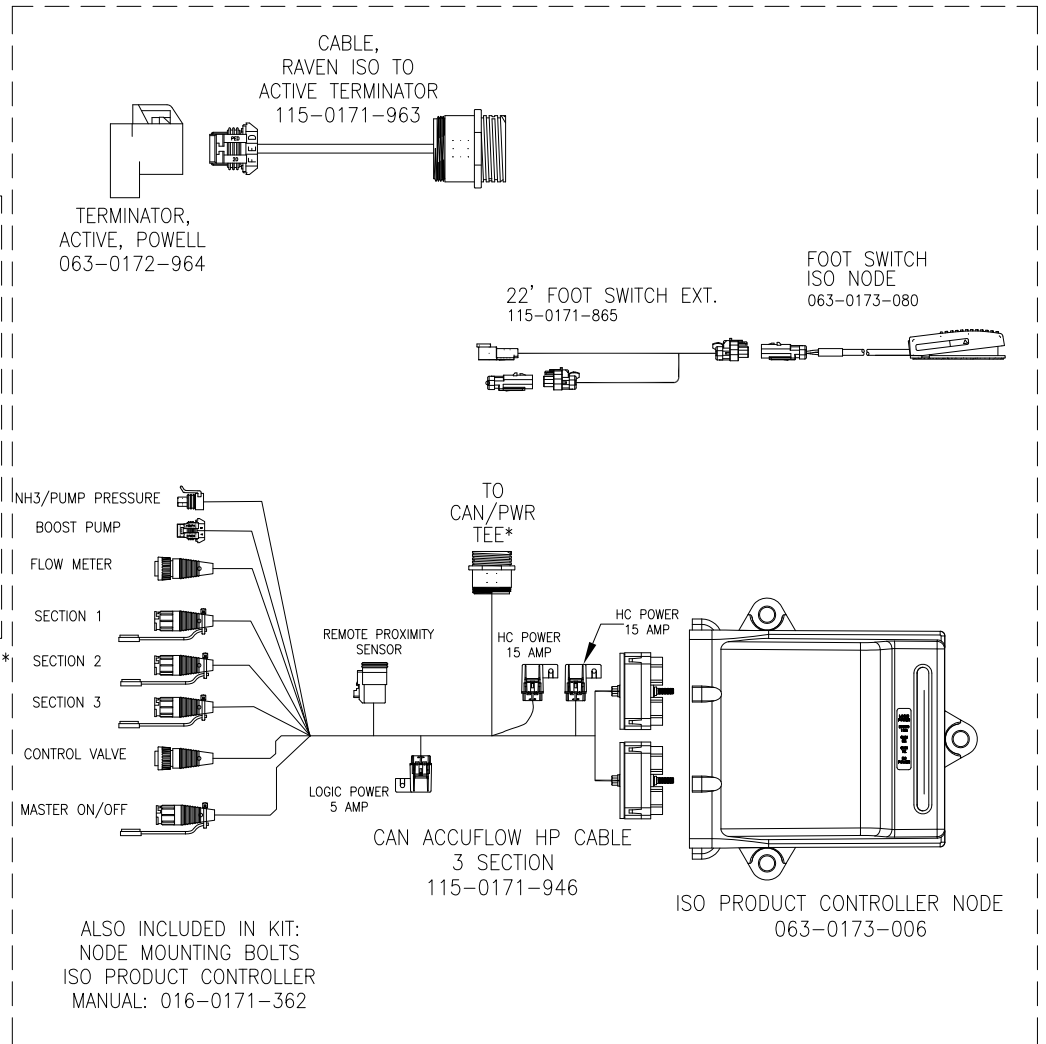 CABLE,
RAVEN ISO TO
ACTIVE TERMINATOR
115-0171-963
TERMINATOR,
ACTIVE, POWELL
063-0172-964
FOOT SWITCH
ISO NODE
063-0173-080
22' FOOT SWITCH EXT.
115-0171-865
NH3/PUMP PRESSURE
BOOST PUMP
FLOW METER
SECTION 1
SECTION 2
SECTION 3
CONTROL VALVE
MASTER ON/OFF
*
REMOTE PROXIMITY
SENSOR
TO
CAN/PWR
TEE*
HC POWER
15 AMP
HC POWER
15 AMP
LOGIC POWER
5 AMP
CAN ACCUFLOW HP CABLE
3 SECTION
115-0171-946
ISO PRODUCT CONTROLLER NODE
063-0173-006
ALSO INCLUDED IN KIT:
NODE MOUNTING BOLTS
ISO PRODUCT CONTROLLER
MANUAL: 016-0171-362